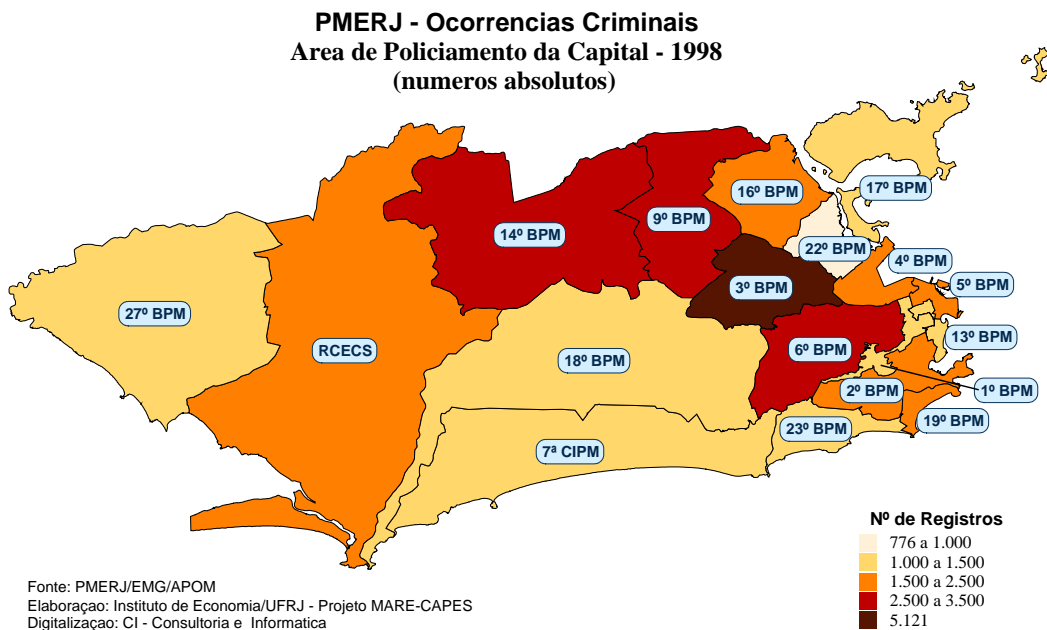 PMERJ - Ocorrencias Criminais
Area de Policiamento da Capital - 1998
(numeros absolutos)
17º BPM
16º BPM
9º BPM
14º BPM
22º BPM
4º BPM
5º BPM
3º BPM
27º BPM
13º BPM
RCECS
6º BPM
18º BPM
2º BPM
1º BPM
19º BPM
23º BPM
7ª CIPM
Nº de Registros
776 a 1.000
1.000 a 1.500
1.500 a 2.500
2.500 a 3.500
5.121
Fonte: PMERJ/EMG/APOM
Elaboraçao: Instituto de Economia/UFRJ - Projeto MARE-CAPES
Digitalizaçao: CI - Consultoria e Informatica